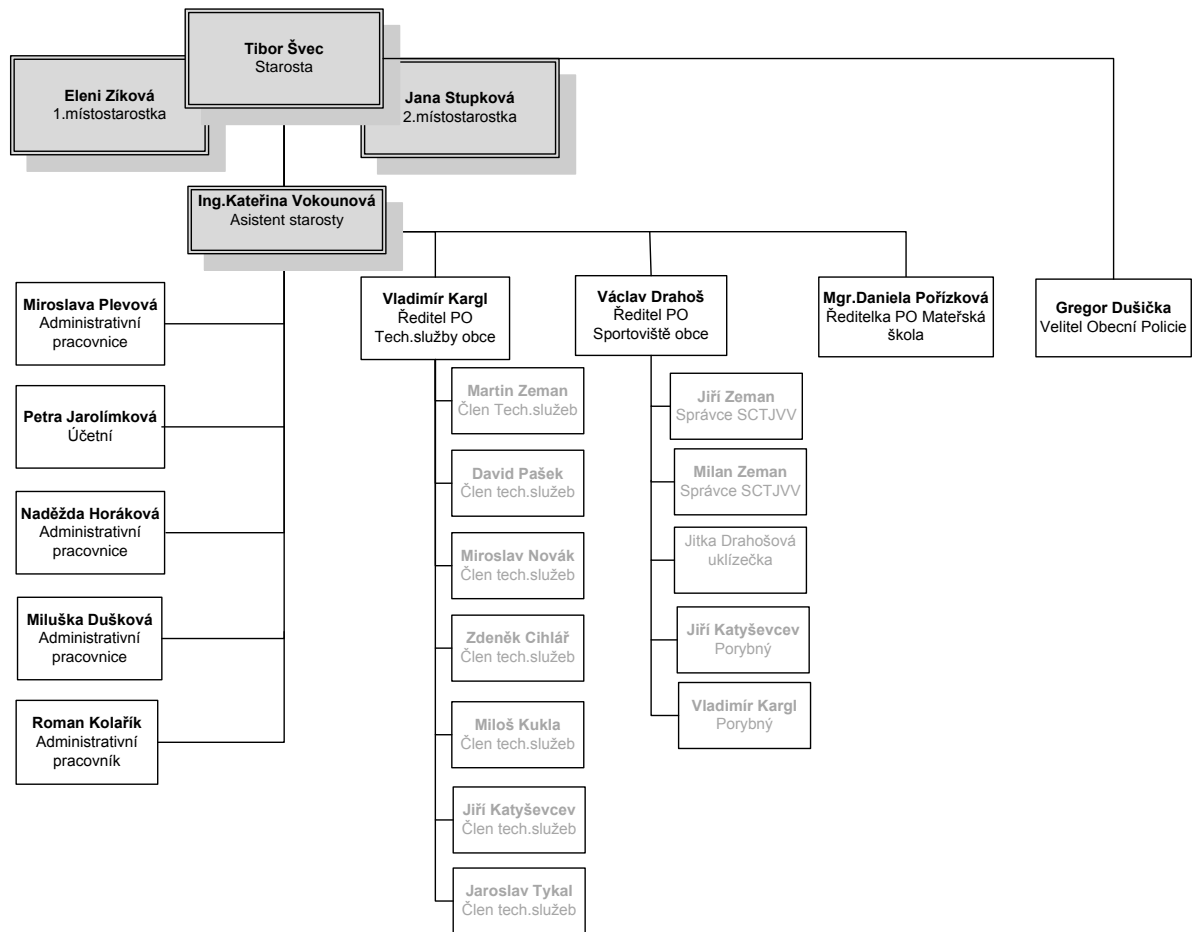 Tibor Švec
Starosta
Eleni Zíková
1.místostarostka
Jana Stupková
2.místostarostka
Ing.Kateřina Vokounová
Asistent starosty
Miroslava Plevová
Administrativní
pracovnice
Petra Jarolímková
Účetní
Naděžda Horáková
Administrativní
pracovnice
Miluška Dušková
Administrativní
pracovnice
Roman Kolařík
Administrativní
pracovník
Vladimír Kargl
Ředitel PO
Tech.služby obce
Martin Zeman
Člen Tech.služeb
David Pašek
Člen tech.služeb
Miroslav Novák
Člen tech.služeb
Zdeněk Cihlář
Člen tech.služeb
Miloš Kukla
Člen tech.služeb
Jiří Katyševcev
Člen tech.služeb
Jaroslav Tykal
Člen tech.služeb
Václav Drahoš
Ředitel PO
Sportoviště obce
Jiří Zeman
Správce SCTJVV
Milan Zeman
Správce SCTJVV
Jitka Drahošová
uklízečka
Jiří Katyševcev
Porybný
Vladimír Kargl
Porybný
Mgr.Daniela Pořízková
Ředitelka PO Mateřská
škola
Gregor Dušička
Velitel Obecní Policie